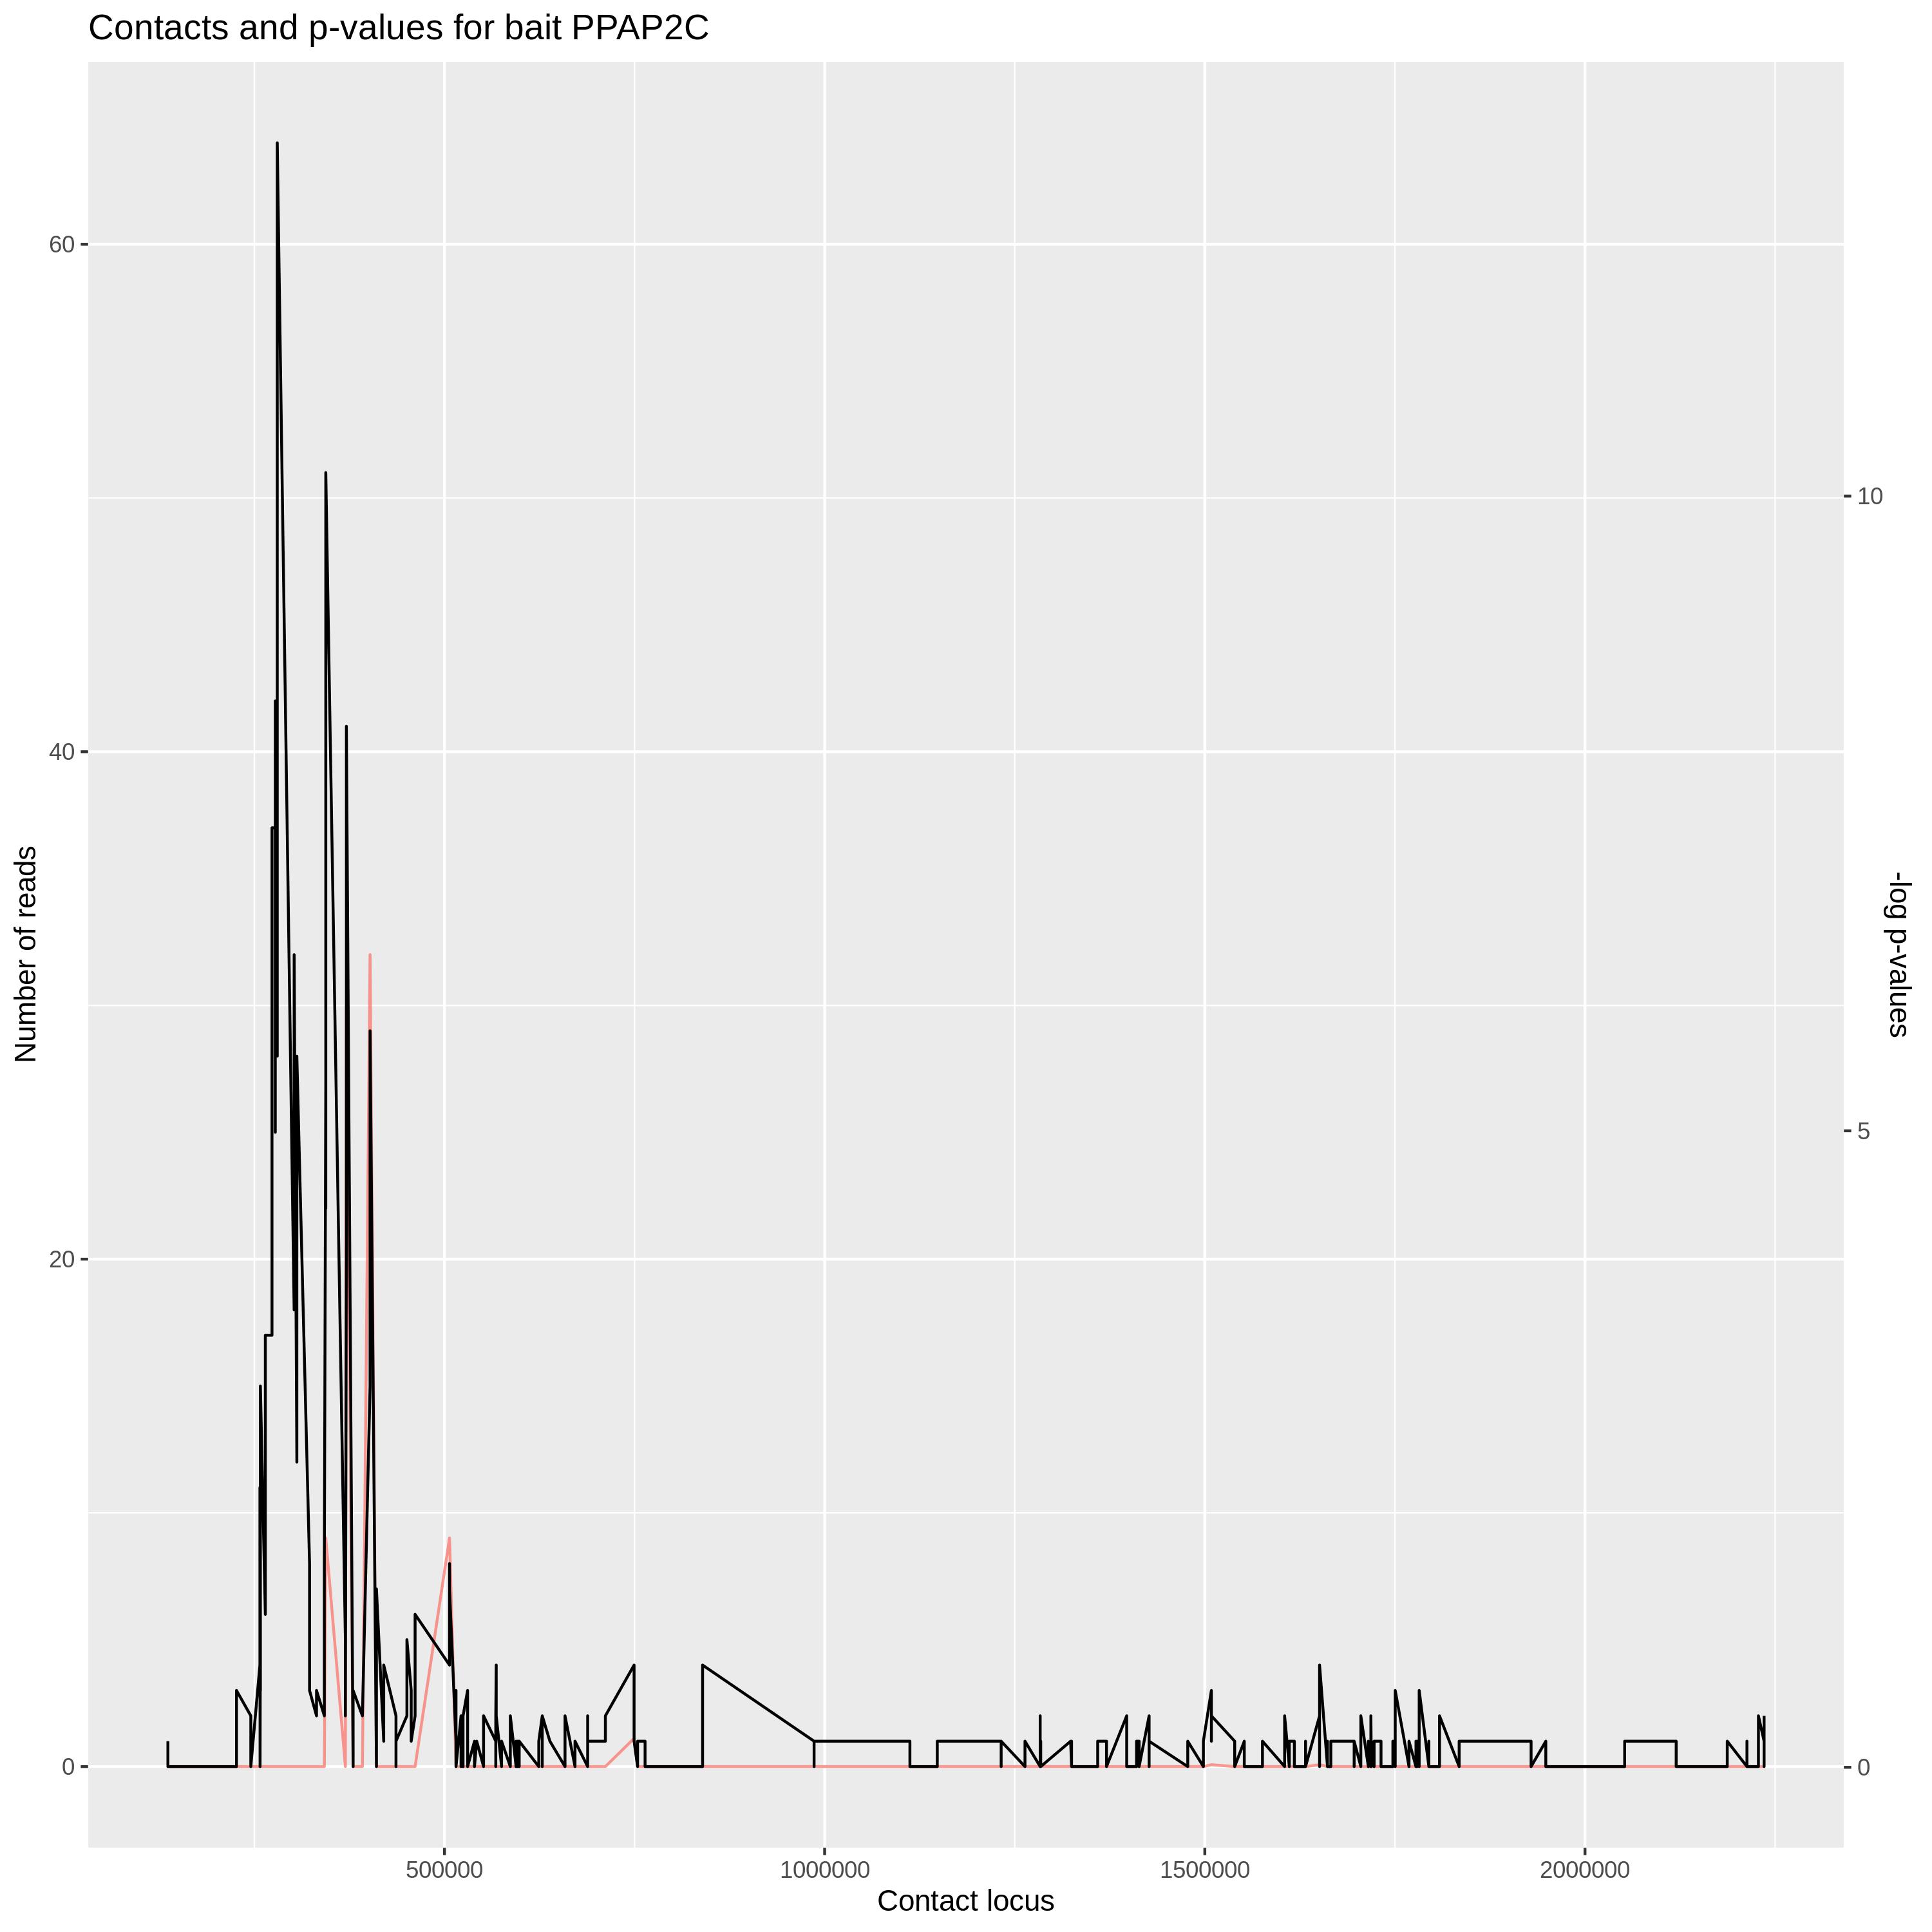 Contacts and p-values for bait PPAP2C
60
40
20
0
Number of reads
10
5
0
-log p-values
500000
1000000
1500000
2000000
Contact locus